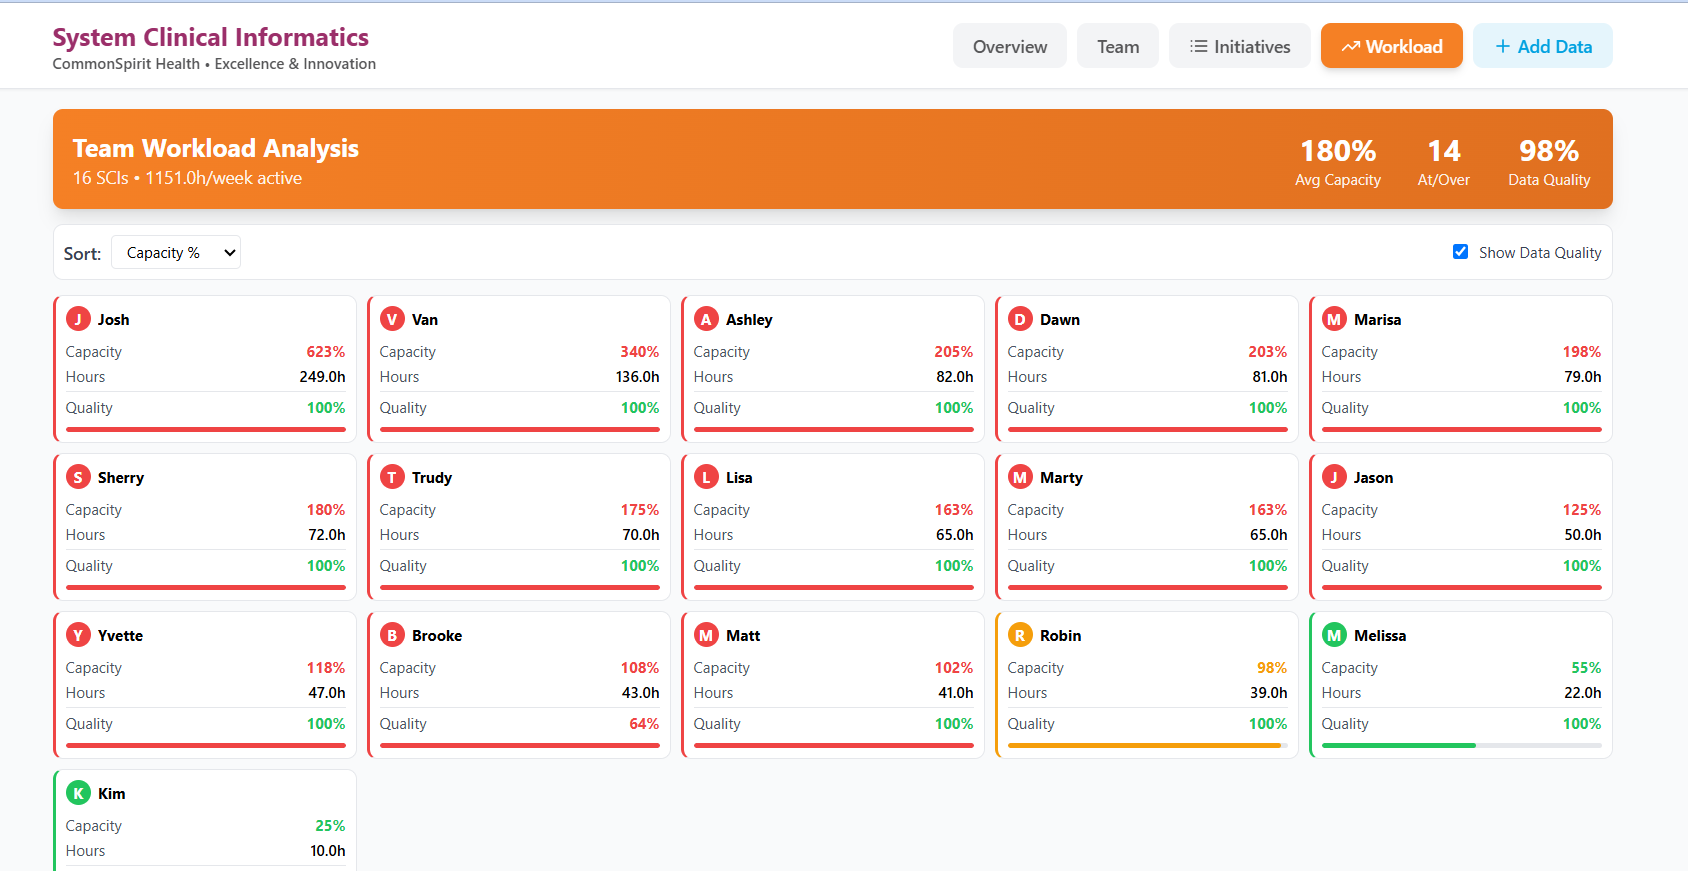 System Clinical Informatics
CommonSpirit Health • Excellence & Innovation
Overview
Team
Initiatives
Workload
+ Add Data
Team Workload Analysis
16 SCIs • 1151.0h/week active
180%
Avg Capacity
14
At/Over
98%
Data Quality
Sort:
Capacity %
Show Data Quality
J Josh
Capacity 623%
Hours 249.0h
Quality 100%
V Van
Capacity 340%
Hours 136.0h
Quality 100%
A Ashley
Capacity 205%
Hours 82.0h
Quality 100%
D Dawn
Capacity 203%
Hours 81.0h
Quality 100%
M Marisa
Capacity 198%
Hours 79.0h
Quality 100%
S Sherry
Capacity 180%
Hours 72.0h
Quality 100%
T Trudy
Capacity 175%
Hours 70.0h
Quality 100%
L Lisa
Capacity 163%
Hours 65.0h
Quality 100%
M Marty
Capacity 163%
Hours 65.0h
Quality 100%
J Jason
Capacity 125%
Hours 50.0h
Quality 100%
Y Yvette
Capacity 118%
Hours 47.0h
Quality 100%
B Brooke
Capacity 108%
Hours 43.0h
Quality 64%
M Matt
Capacity 102%
Hours 41.0h
Quality 100%
R Robin
Capacity 98%
Hours 39.0h
Quality 100%
M Melissa
Capacity 55%
Hours 22.0h
Quality 100%
K Kim
Capacity 25%
Hours 10.0h